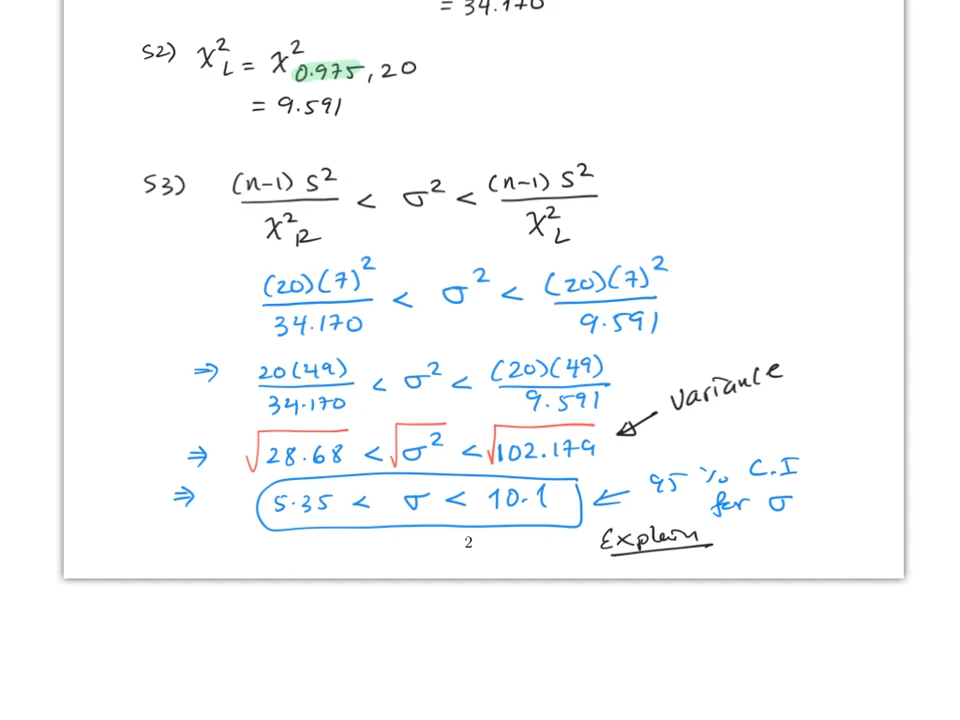 = 34.170
S2) χ²_L = χ²_0.975, 20
= 9.591
S3) (n-1) S² / χ²_R < σ² < (n-1) S² / χ²_L
(20)(7)² / 34.170 < σ² < (20)(7)² / 9.591
⇒ 20(49) / 34.170 < σ² < (20)(49) / 9.591
variance
⇒ √28.68 < √σ² < √102.179
⇒ 5.35 < σ < 10.1 ← 95 % C.I
for σ
2
Explain